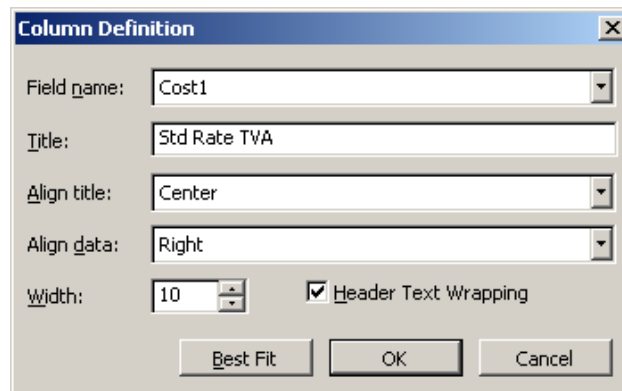 Column Definition
Field name: Cost1
Title: Std Rate TVA
Align title: Center
Align data: Right
Width: 10 Header Text Wrapping
Best Fit OK Cancel